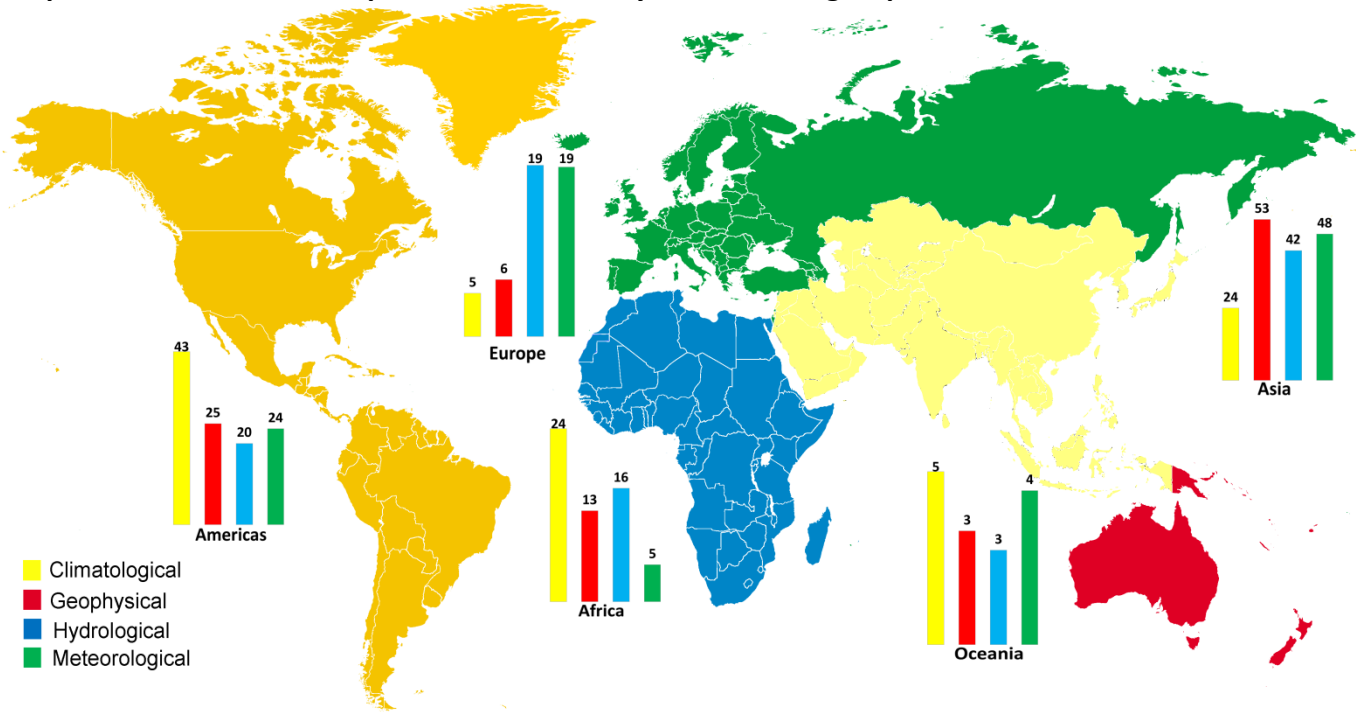 19 19
5 6
Europe
53
42
48
24
Asia
43
25
20
24
Americas
24
13
16
5
Africa
5
3
3
4
Oceania
Climatological
Geophysical
Hydrological
Meteorological